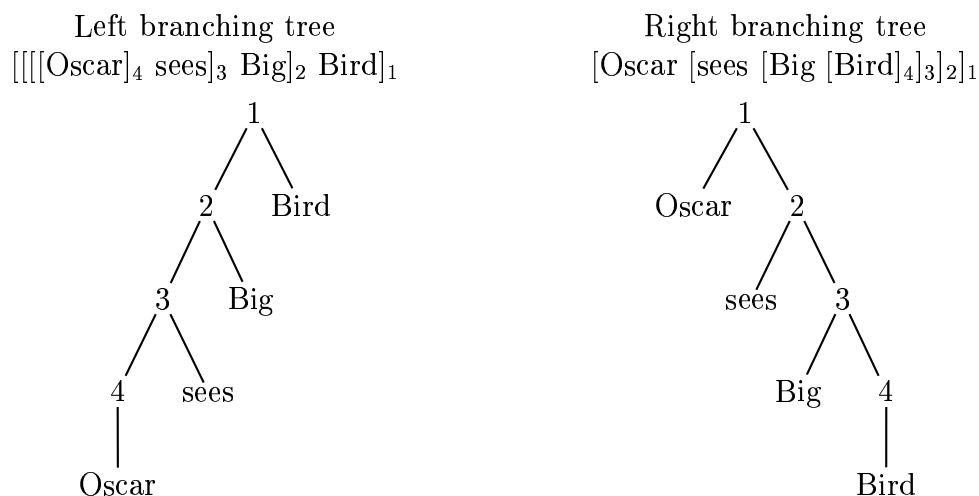 Left branching tree
[[[[Oscar]₄ sees]₃ Big]₂ Bird]₁
1
2 Bird
3 Big
4 sees
Oscar
Right branching tree
[Oscar [sees [Big [Bird]₄]₃]₂]₁
1
Oscar 2
sees 3
Big 4
Bird